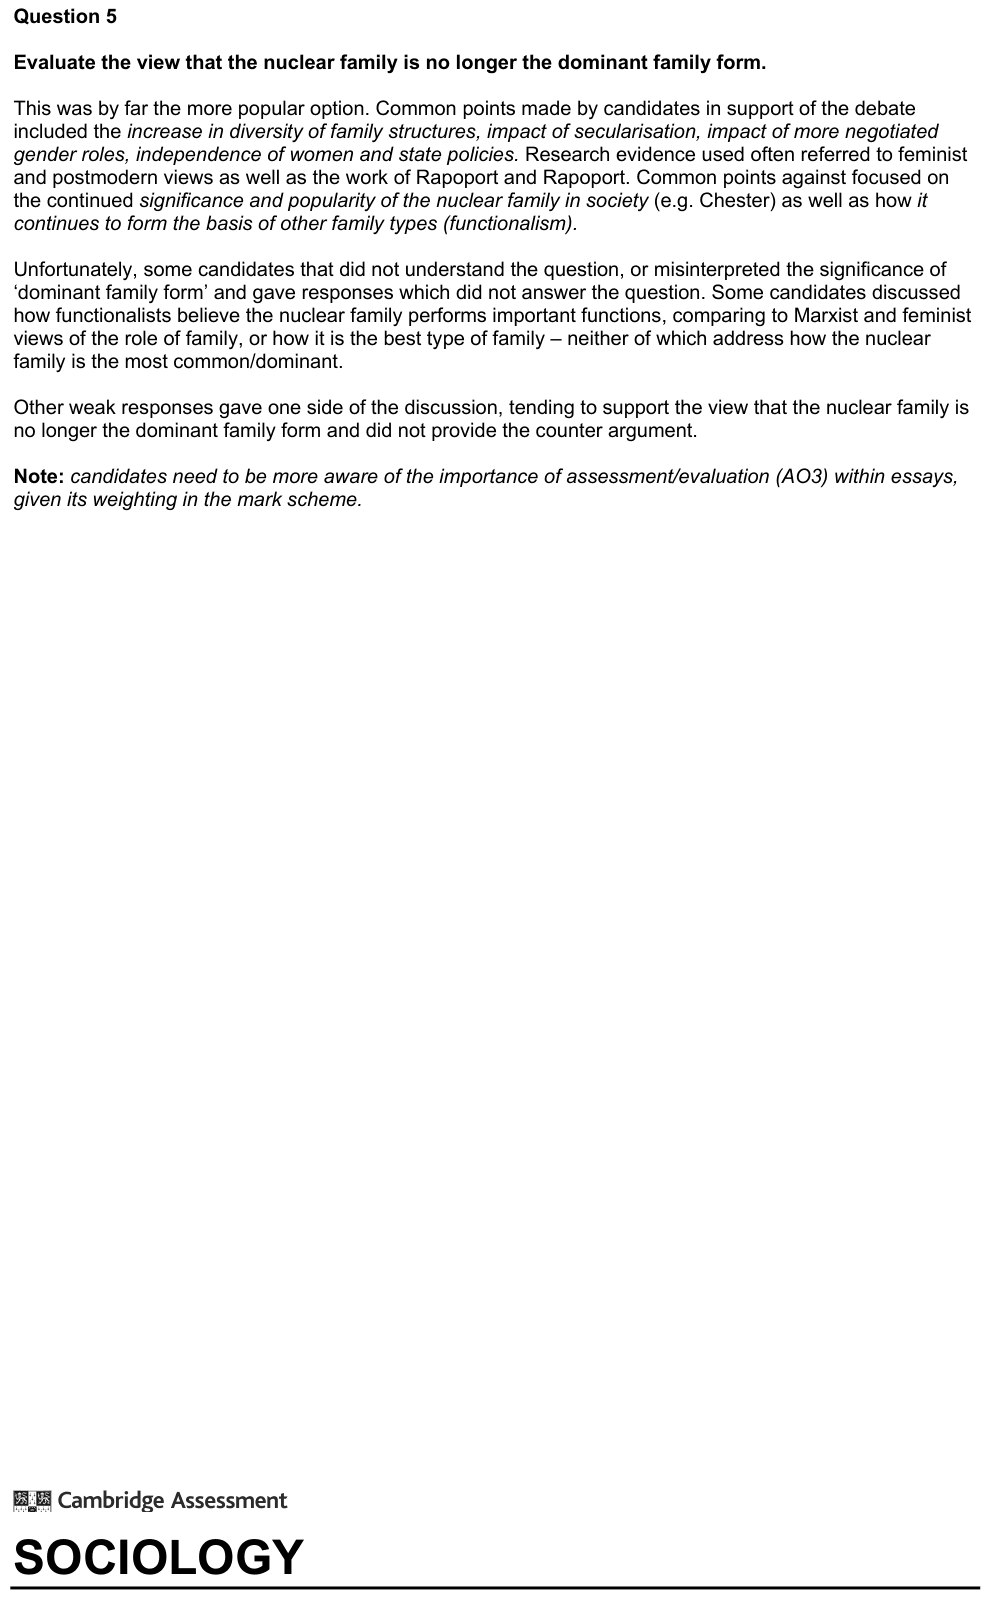 Question 5
Evaluate the view that the nuclear family is no longer the dominant family form.
This was by far the more popular option. Common points made by candidates in support of the debate
included the increase in diversity of family structures, impact of secularisation, impact of more negotiated
gender roles, independence of women and state policies. Research evidence used often referred to feminist
and postmodern views as well as the work of Rapoport and Rapoport. Common points against focused on
the continued significance and popularity of the nuclear family in society (e.g. Chester) as well as how it
continues to form the basis of other family types (functionalism).
Unfortunately, some candidates that did not understand the question, or misinterpreted the significance of
‘dominant family form’ and gave responses which did not answer the question. Some candidates discussed
how functionalists believe the nuclear family performs important functions, comparing to Marxist and feminist
views of the role of family, or how it is the best type of family – neither of which address how the nuclear
family is the most common/dominant.
Other weak responses gave one side of the discussion, tending to support the view that the nuclear family is
no longer the dominant family form and did not provide the counter argument.
Note: candidates need to be more aware of the importance of assessment/evaluation (AO3) within essays,
given its weighting in the mark scheme.
Cambridge Assessment
SOCIOLOGY